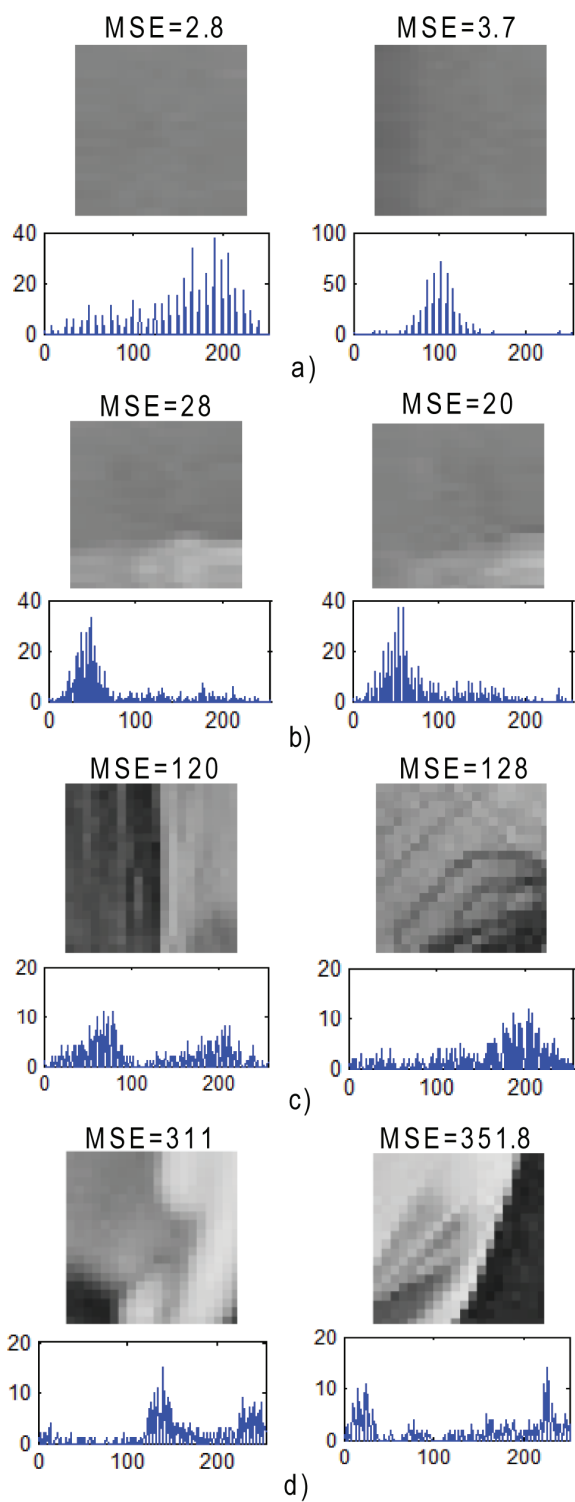 MSE=2.8 MSE=3.7
40 100
20 50
0 0
0 100 200 0 100 200
a)
MSE=28 MSE=20
40 40
20 20
0 0
0 100 200 0 100 200
b)
MSE=120 MSE=128
20 20
10 10
0 0
0 100 200 0 100 200
c)
MSE=311 MSE=351.8
20 20
10 10
0 0
0 100 200 0 100 200
d)